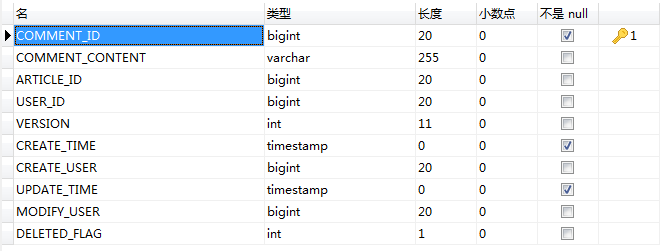 名 类型 长度 小数点 不是 null
COMMENT_ID bigint 20 0 1
COMMENT_CONTENT varchar 255 0
ARTICLE_ID bigint 20 0
USER_ID bigint 20 0
VERSION int 11 0
CREATE_TIME timestamp 0 0
CREATE_USER bigint 20 0
UPDATE_TIME timestamp 0 0
MODIFY_USER bigint 20 0
DELETED_FLAG int 1 0